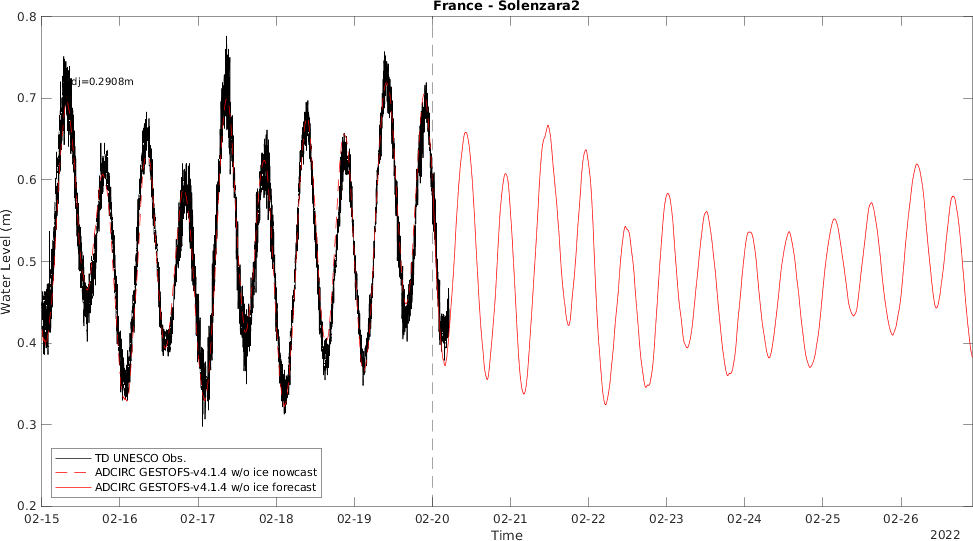 France - Solenzara2
0.8
0.7
0.6
0.5
0.4
0.3
0.2
Water Level (m)
dj=0.2908m
TD UNESCO Obs.
ADCIRC GESTOFS-v4.1.4 w/o ice nowcast
ADCIRC GESTOFS-v4.1.4 w/o ice forecast
02-15 02-16 02-17 02-18 02-19 02-20 02-21 02-22 02-23 02-24 02-25 02-26
Time
2022